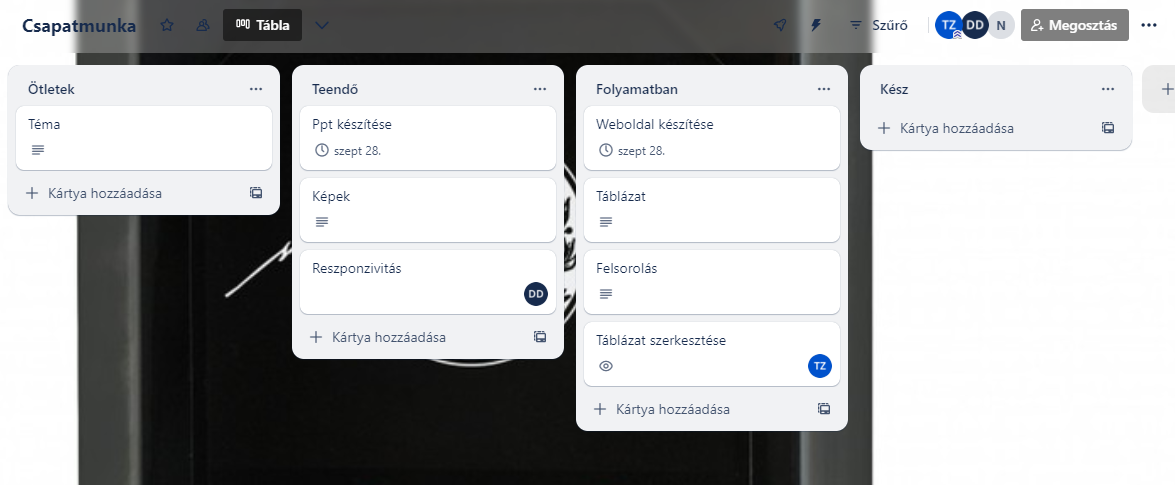 Csapatmunka
Tábla
Szűrő
TZ
DD
N
Megosztás
Ötletek
Téma
Kártya hozzáadása
Teendő
Ppt készítése
szept 28.
Képek
Reszponzivitás
DD
Kártya hozzáadása
Folyamatban
Weboldal készítése
szept 28.
Táblázat
Felsorolás
Táblázat szerkesztése
TZ
Kártya hozzáadása
Kész
Kártya hozzáadása